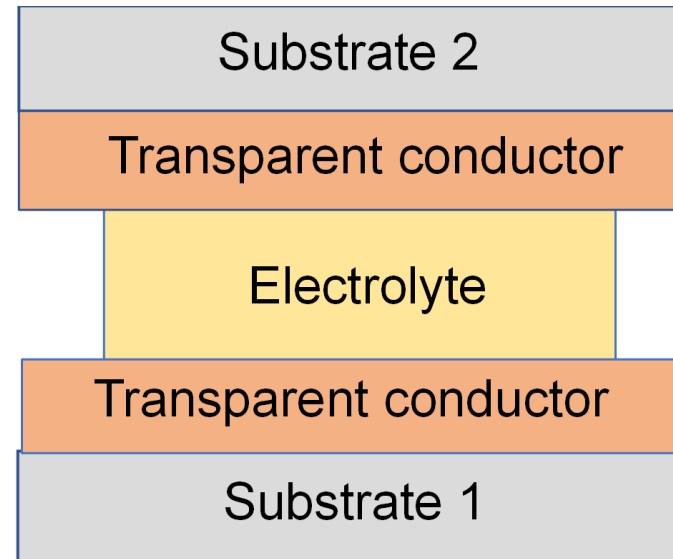 Substrate 2
Transparent conductor
Electrolyte
Transparent conductor
Substrate 1